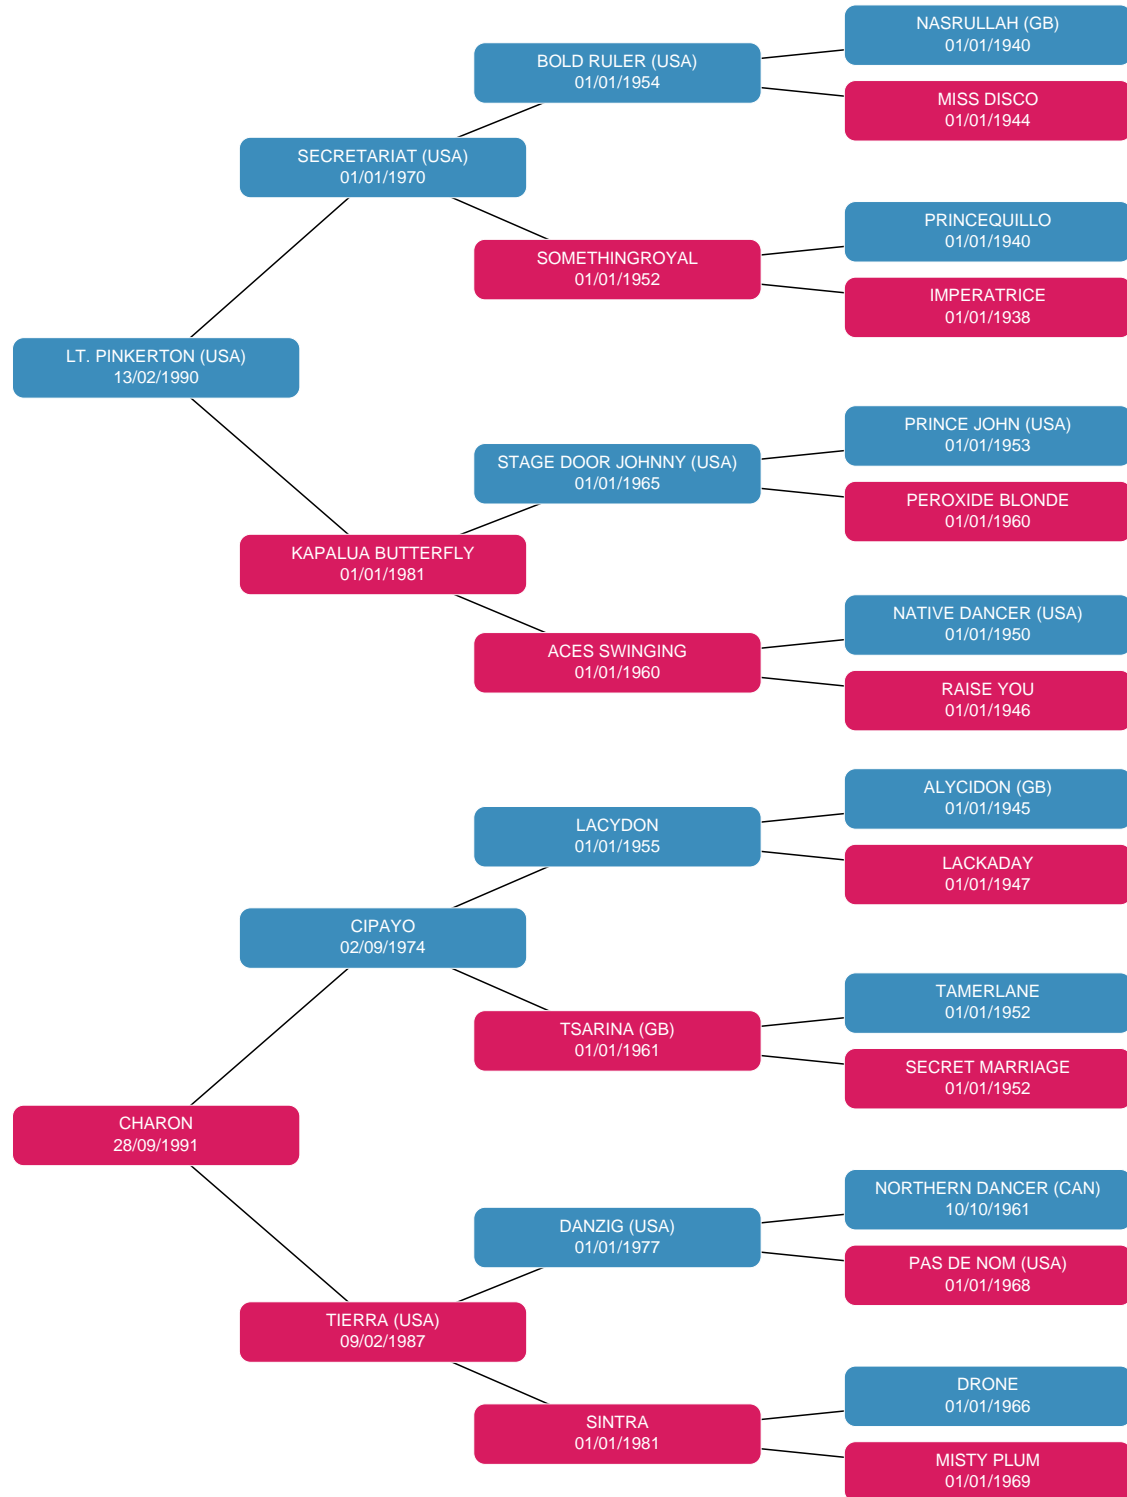 NASRULLAH (GB)
01/01/1940
BOLD RULER (USA)
01/01/1954
MISS DISCO
01/01/1944
SECRETARIAT (USA)
01/01/1970
PRINCEQUILLO
01/01/1940
SOMETHINGROYAL
01/01/1952
IMPERATRICE
01/01/1938
LT. PINKERTON (USA)
13/02/1990
PRINCE JOHN (USA)
01/01/1953
STAGE DOOR JOHNNY (USA)
01/01/1965
PEROXIDE BLONDE
01/01/1960
KAPALUA BUTTERFLY
01/01/1981
NATIVE DANCER (USA)
01/01/1950
ACES SWINGING
01/01/1960
RAISE YOU
01/01/1946
ALYCIDON (GB)
01/01/1945
LACYDON
01/01/1955
LACKADAY
01/01/1947
CIPAYO
02/09/1974
TAMERLANE
01/01/1952
TSARINA (GB)
01/01/1961
SECRET MARRIAGE
01/01/1952
CHARON
28/09/1991
NORTHERN DANCER (CAN)
10/10/1961
DANZIG (USA)
01/01/1977
PAS DE NOM (USA)
01/01/1968
TIERRA (USA)
09/02/1987
DRONE
01/01/1966
SINTRA
01/01/1981
MISTY PLUM
01/01/1969